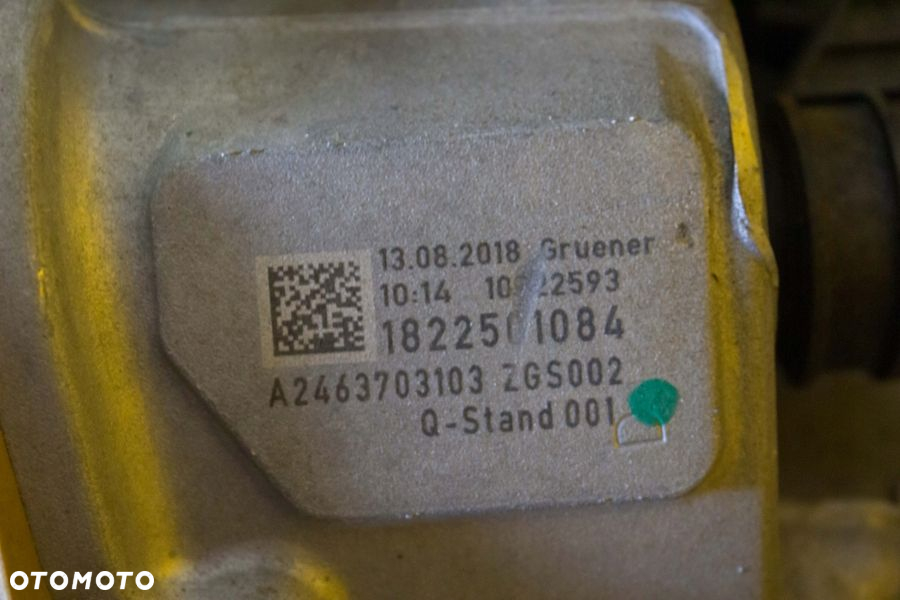 13.08.2018 Gruener
10:14
A2463703103 ZGS002
Q-Stand 001
OTOMOTO